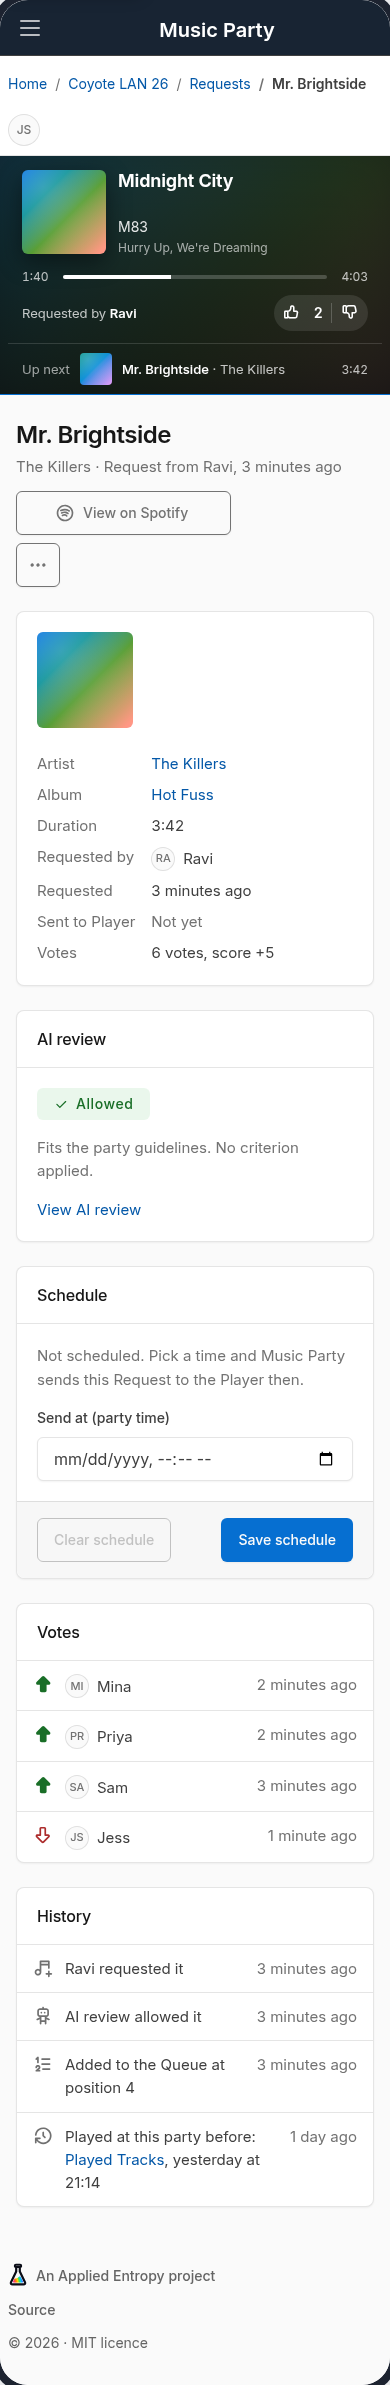 Music Party
Home / Coyote LAN 26 / Requests / Mr. Brightside
JS
Midnight City
M83
Hurry Up, We're Dreaming
1:40 4:03
Requested by Ravi 2
Up next Mr. Brightside · The Killers 3:42
Mr. Brightside
The Killers · Request from Ravi, 3 minutes ago
View on Spotify
Artist The Killers
Album Hot Fuss
Duration 3:42
Requested by RA Ravi
Requested 3 minutes ago
Sent to Player Not yet
Votes 6 votes, score +5
AI review
Allowed
Fits the party guidelines. No criterion
applied.
View AI review
Schedule
Not scheduled. Pick a time and Music Party
sends this Request to the Player then.
Send at (party time)
mm/dd/yyyy, --:-- --
Clear schedule Save schedule
Votes
MI Mina 2 minutes ago
PR Priya 2 minutes ago
SA Sam 3 minutes ago
JS Jess 1 minute ago
History
Ravi requested it 3 minutes ago
AI review allowed it 3 minutes ago
Added to the Queue at 3 minutes ago
position 4
Played at this party before: 1 day ago
Played Tracks, yesterday at
21:14
An Applied Entropy project
Source
© 2026 · MIT licence